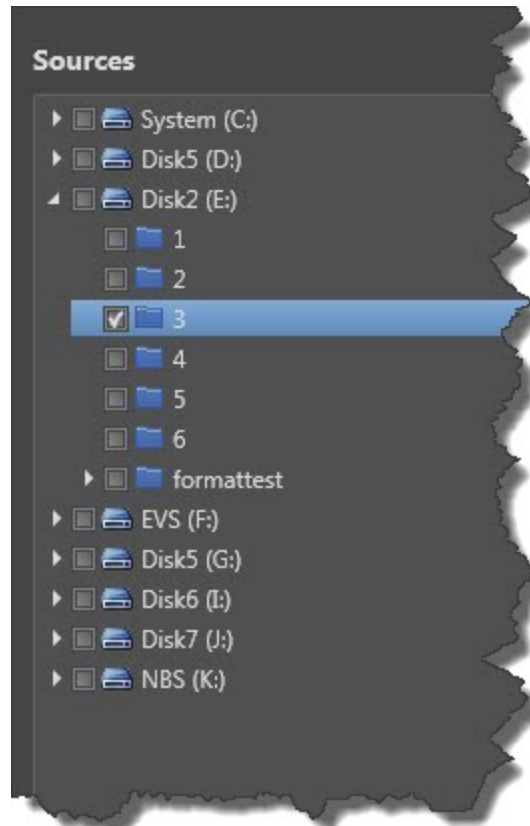 Sources
System (C:)
Disk5 (D:)
Disk2 (E:)
1
2
3
4
5
6
formattest
EVS (F:)
Disk5 (G:)
Disk6 (I:)
Disk7 (J:)
NBS (K:)